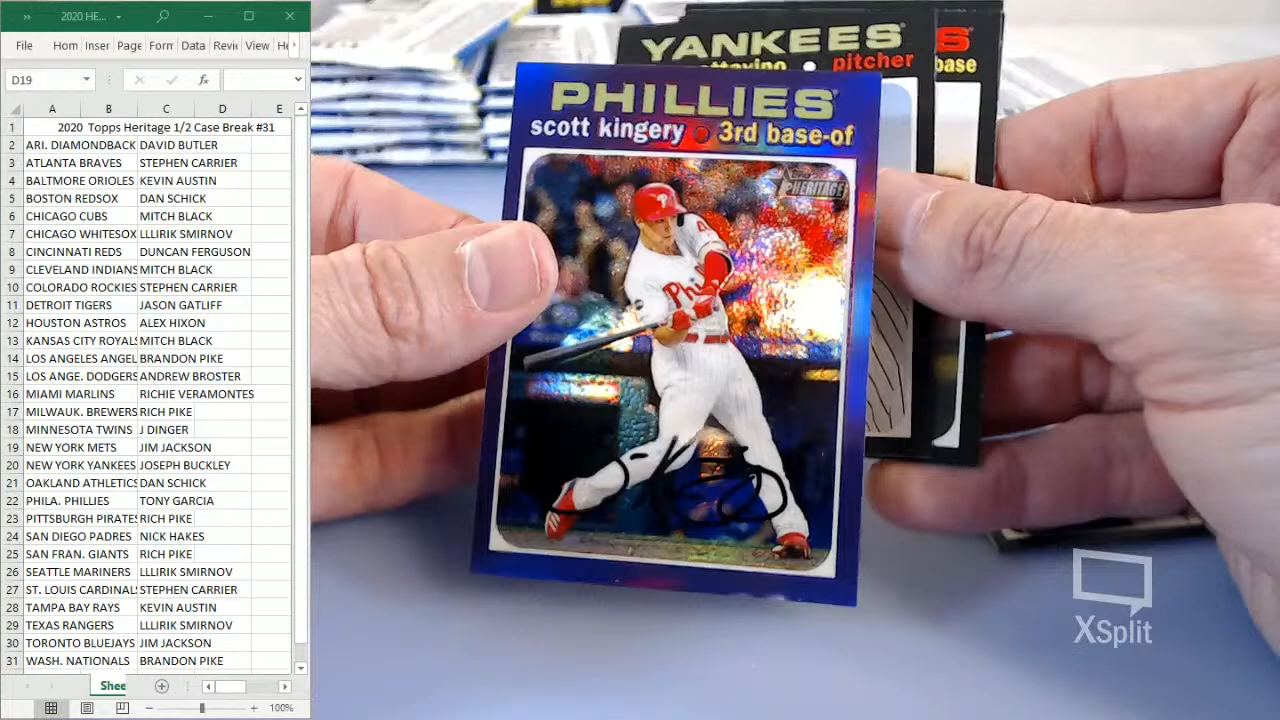 2020 HE...
File Hom Inser Page Form Data Revie View He
D19 fx
A B C D E
1 2020 Topps Heritage 1/2 Case Break #31
2 ARI. DIAMONDBACK DAVID BUTLER
3 ATLANTA BRAVES STEPHEN CARRIER
4 BALTMORE ORIOLES KEVIN AUSTIN
5 BOSTON REDSOX DAN SCHICK
6 CHICAGO CUBS MITCH BLACK
7 CHICAGO WHITESOX LLLIRIK SMIRNOV
8 CINCINNATI REDS DUNCAN FERGUSON
9 CLEVELAND INDIANS MITCH BLACK
10 COLORADO ROCKIES STEPHEN CARRIER
11 DETROIT TIGERS JASON GATLIFF
12 HOUSTON ASTROS ALEX HIXON
13 KANSAS CITY ROYALS MITCH BLACK
14 LOS ANGELES ANGEL BRANDON PIKE
15 LOS ANGE. DODGERS ANDREW BROSTER
16 MIAMI MARLINS RICHIE VERAMONTES
17 MILWAUK. BREWERS RICH PIKE
18 MINNESOTA TWINS J DINGER
19 NEW YORK METS JIM JACKSON
20 NEW YORK YANKEES JOSEPH BUCKLEY
21 OAKLAND ATHLETICS DAN SCHICK
22 PHILA. PHILLIES TONY GARCIA
23 PITTSBURGH PIRATES RICH PIKE
24 SAN DIEGO PADRES NICK HAKES
25 SAN FRAN. GIANTS RICH PIKE
26 SEATTLE MARINERS LLLIRIK SMIRNOV
27 ST. LOUIS CARDINALS STEPHEN CARRIER
28 TAMPA BAY RAYS KEVIN AUSTIN
29 TEXAS RANGERS LLLIRIK SMIRNOV
30 TORONTO BLUEJAYS JIM JACKSON
31 WASH. NATIONALS BRANDON PIKE
Shee
100%
YANKEES
pitcher
base
PHILLIES
scott kingery 3rd base-of
HERITAGE
XSplit